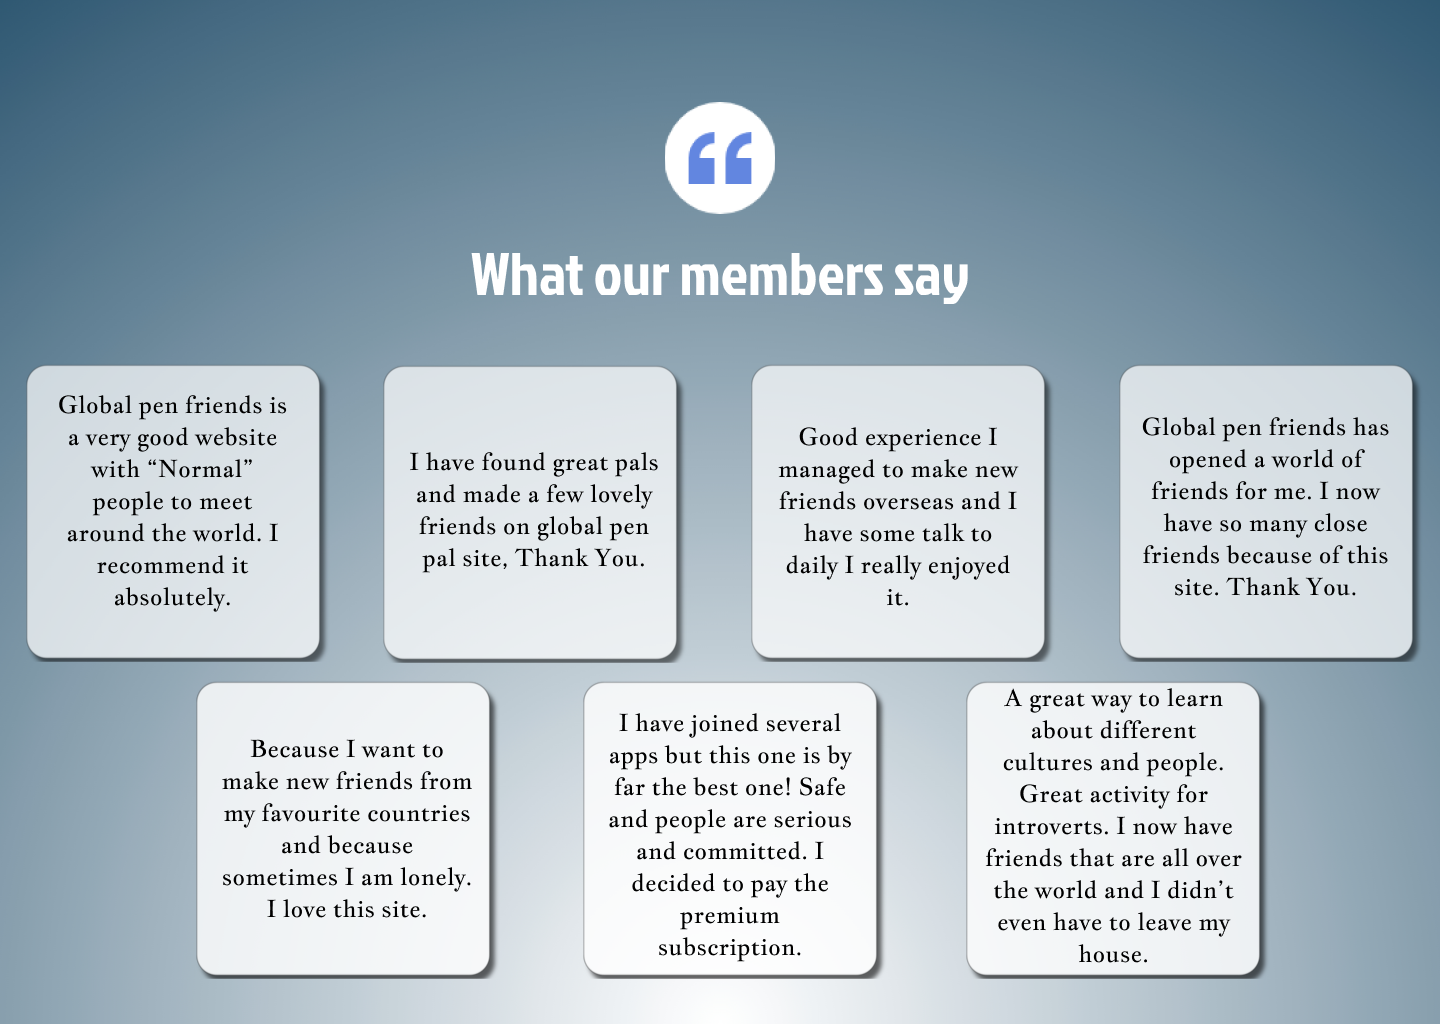 “
What our members say
Global pen friends is
a very good website
with “Normal”
people to meet
around the world. I
recommend it
absolutely.
I have found great pals
and made a few lovely
friends on global pen
pal site, Thank You.
Good experience I
managed to make new
friends overseas and I
have some talk to
daily I really enjoyed
it.
Global pen friends has
opened a world of
friends for me. I now
have so many close
friends because of this
site. Thank You.
Because I want to
make new friends from
my favourite countries
and because
sometimes I am lonely.
I love this site.
I have joined several
apps but this one is by
far the best one! Safe
and people are serious
and committed. I
decided to pay the
premium
subscription.
A great way to learn
about different
cultures and people.
Great activity for
introverts. I now have
friends that are all over
the world and I didn’t
even have to leave my
house.